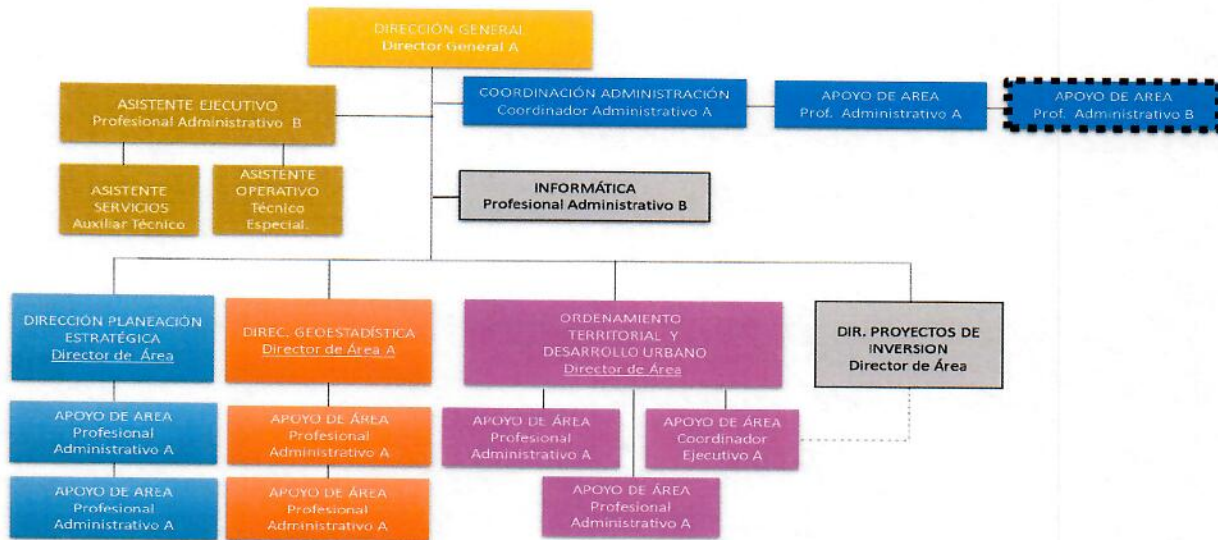 DIRECCIÓN GENERAL
Director General A
COORDINACIÓN ADMINISTRACIÓN
Coordinador Administrativo A
APOYO DE AREA
Prof. Administrativo A
APOYO DE AREA
Prof. Administrativo B
ASISTENTE EJECUTIVO
Profesional Administrativo B
ASISTENTE
SERVICIOS
Auxiliar Técnico
ASISTENTE
OPERATIVO
Técnico
Especial.
INFORMÁTICA
Profesional Administrativo B
DIRECCIÓN PLANEACIÓN
ESTRATÉGICA
Director de Área
DIREC. GEOESTADÍSTICA
Director de Área A
ORDENAMIENTO
TERRITORIAL Y
DESARROLLO URBANO
Director de Área
DIR. PROYECTOS DE
INVERSION
Director de Área
APOYO DE AREA
Profesional
Administrativo A
APOYO DE ÁREA
Profesional
Administrativo A
APOYO DE ÁREA
Profesional
Administrativo A
APOYO DE ÁREA
Coordinador
Ejecutivo A
APOYO DE AREA
Profesional
Administrativo A
APOYO DE ÁREA
Profesional
Administrativo A
APOYO DE ÁREA
Profesional
Administrativo A